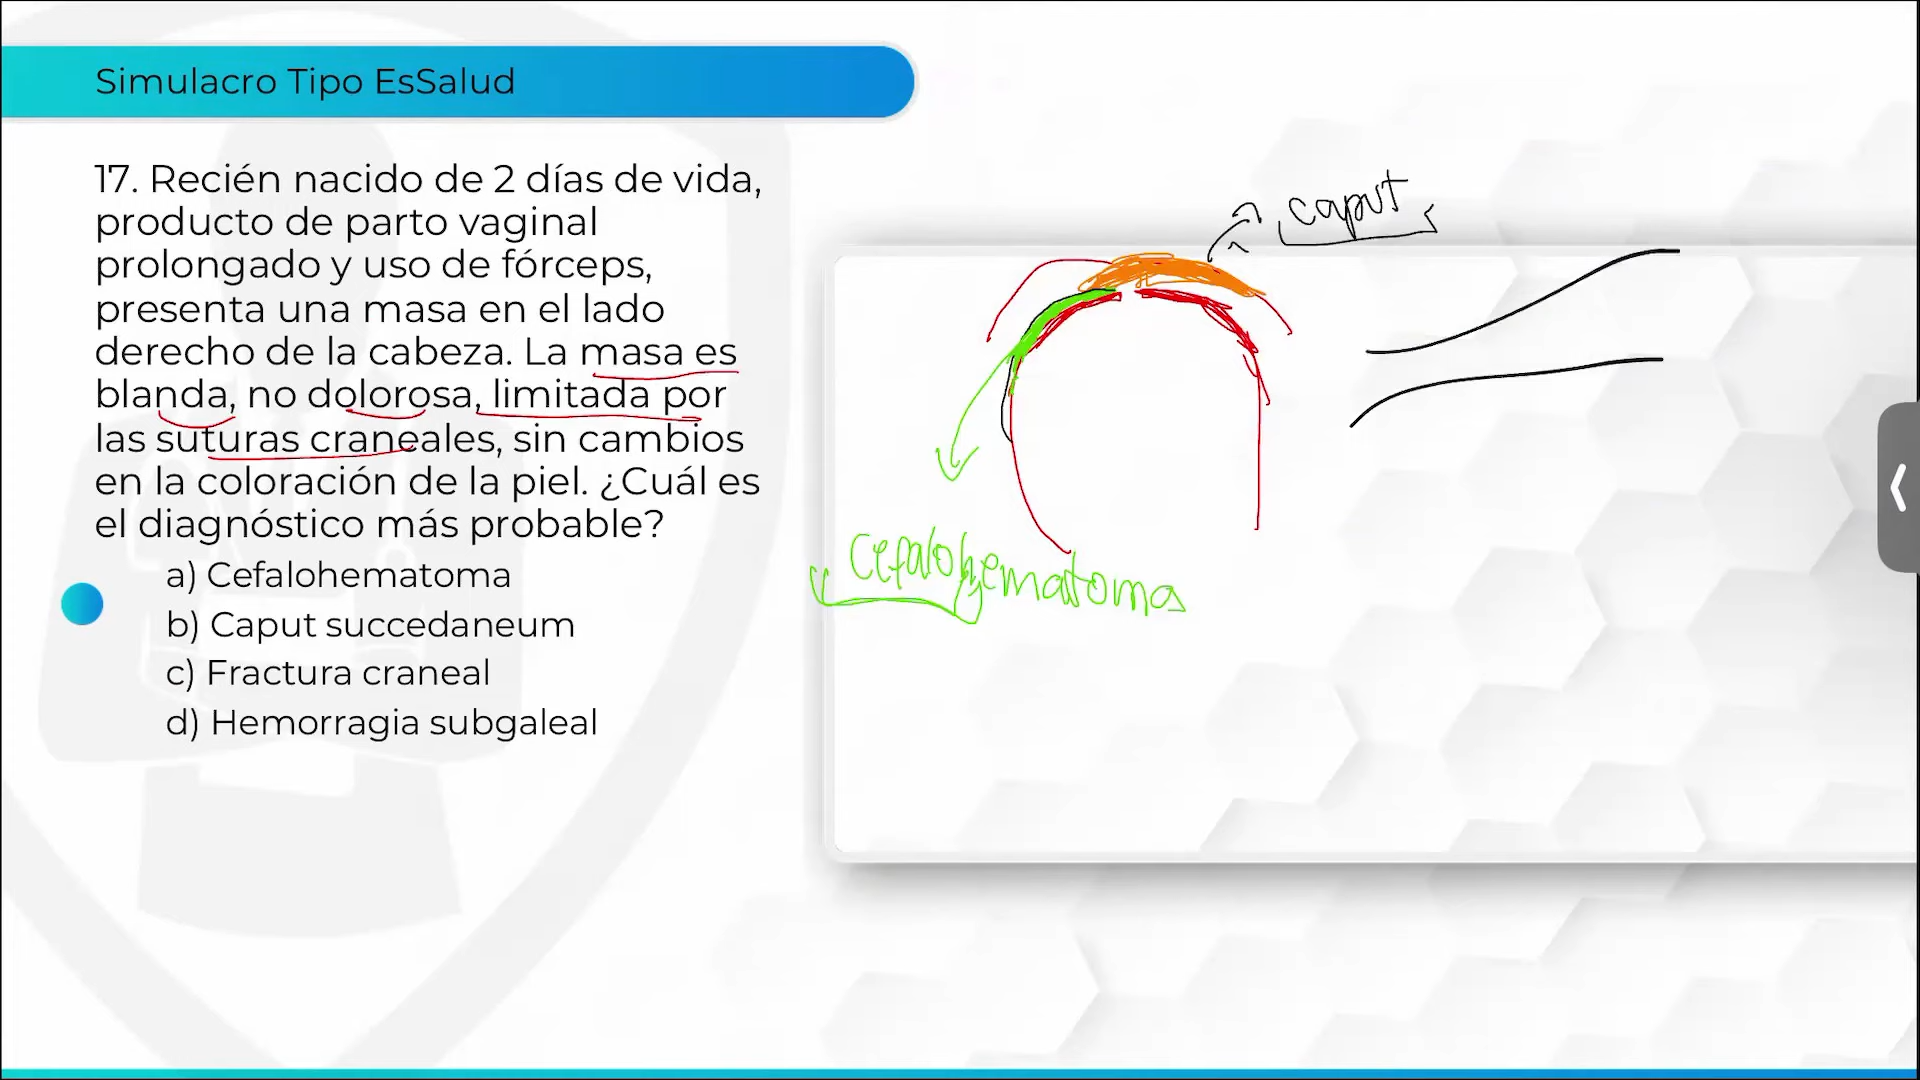 Simulacro Tipo EsSalud
17. Recién nacido de 2 días de vida,
producto de parto vaginal
prolongado y uso de fórceps,
presenta una masa en el lado
derecho de la cabeza. La masa es
blanda, no dolorosa, limitada por
las suturas craneales, sin cambios
en la coloración de la piel. ¿Cuál es
el diagnóstico más probable?
a) Cefalohematoma
b) Caput succedaneum
c) Fractura craneal
d) Hemorragia subgaleal
caput
Cefalohematoma